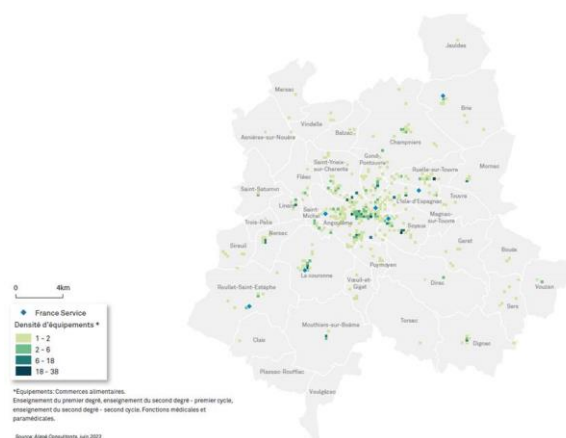 Jauldes
Marsac
Brie
Vindelle
Asnières-sur-Nouère
Balzac
Champniers
Saint-Yrieix-
sur-Charente
Gond-
Pontouvre
Ruelle-sur-Touvre
Mornac
Fléac
Saint-Saturnin
Linars
Saint-
Michel
Angoulême
L'Isle-d'Espagnac
Touvre
Magnac-
sur-Touvre
Trois-Palis
Nersac
Soyaux
Sireuil
Garat
Bouëx
Puymoyen
La couronne
Vœuil-et-
Giget
Dirac
Vouzan
Roullet-Saint-Estèphe
Sers
Mouthiers-sur-Boëme
Torsac
Claix
Dignac
Plassac-Rouffiac
Voulgézac
0 4km
France Service
Densité d'équipements *
1 - 2
2 - 6
6 - 18
18 - 38
*Équipements: Commerces alimentaires.
Enseignement du premier degré, enseignement du second degré - premier cycle,
enseignement du second degré - second cycle. Fonctions médicales et
paramédicales.
Consultants, juin 2023